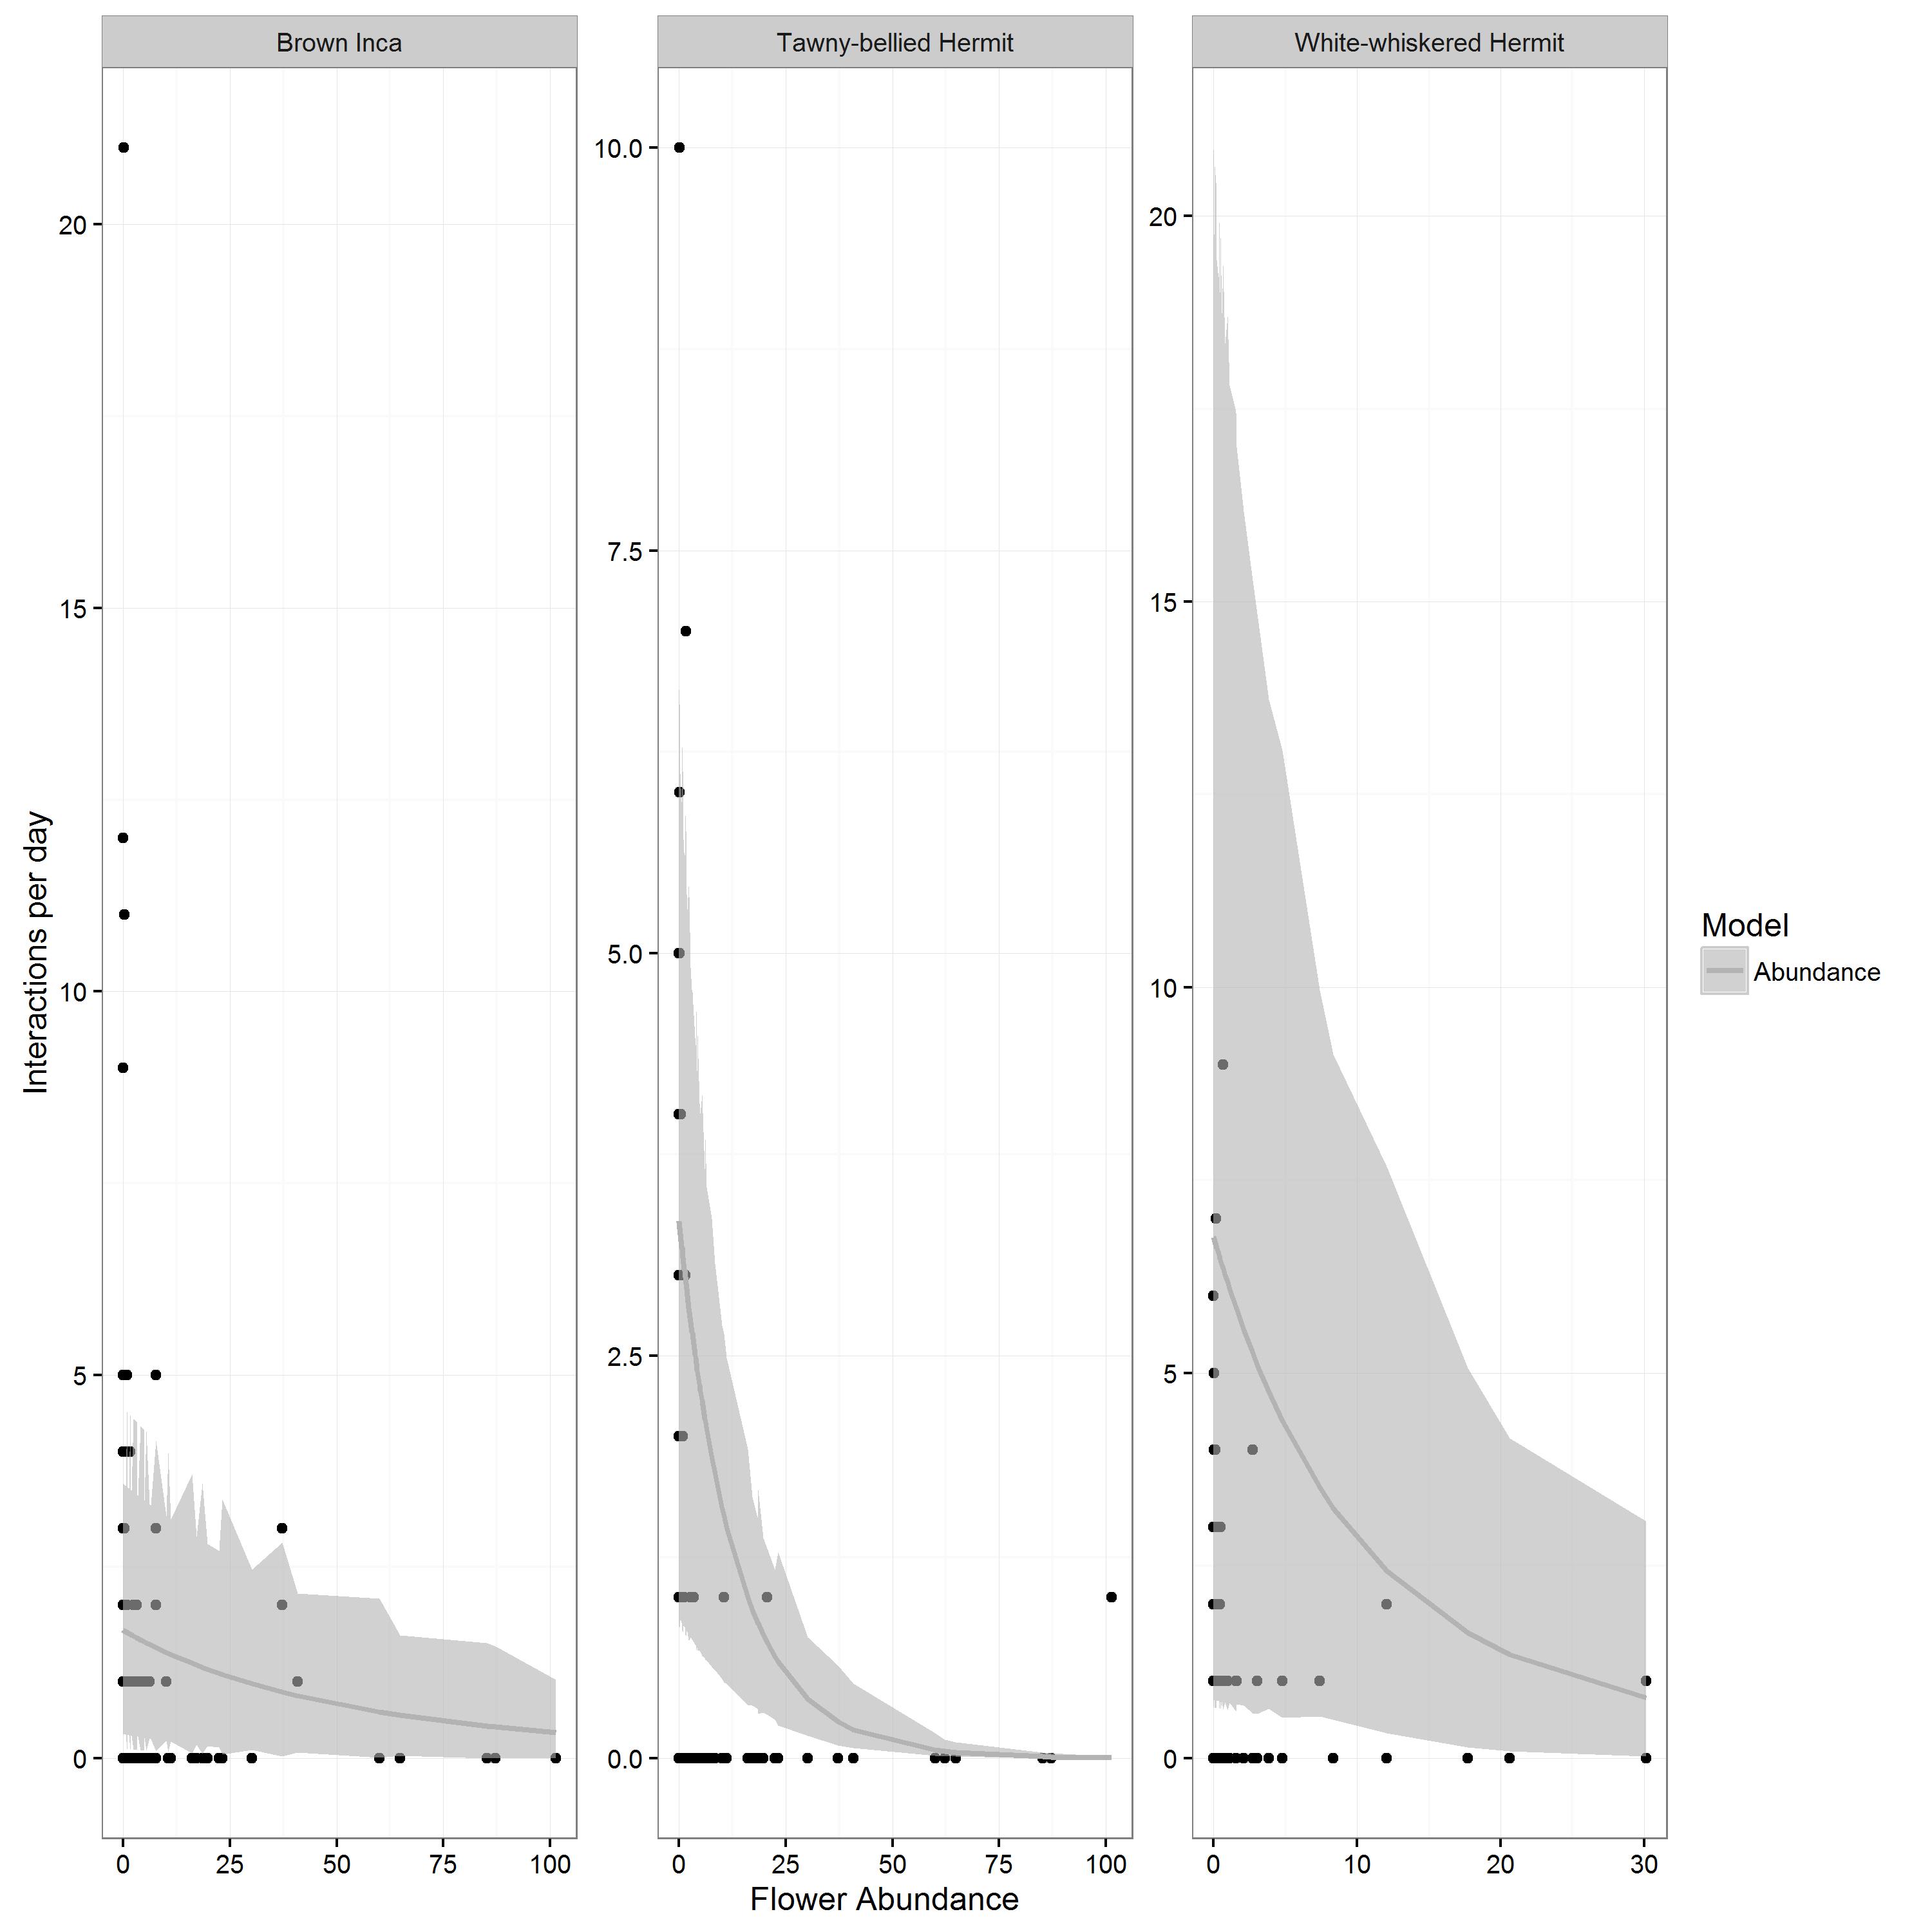 Brown Inca
Tawny-bellied Hermit
White-whiskered Hermit
Interactions per day
20
15
10
5
0
10.0
7.5
5.0
2.5
0.0
20
15
10
5
0
0 25 50 75 100
0 25 50 75 100
0 10 20 30
Flower Abundance
Model
Abundance